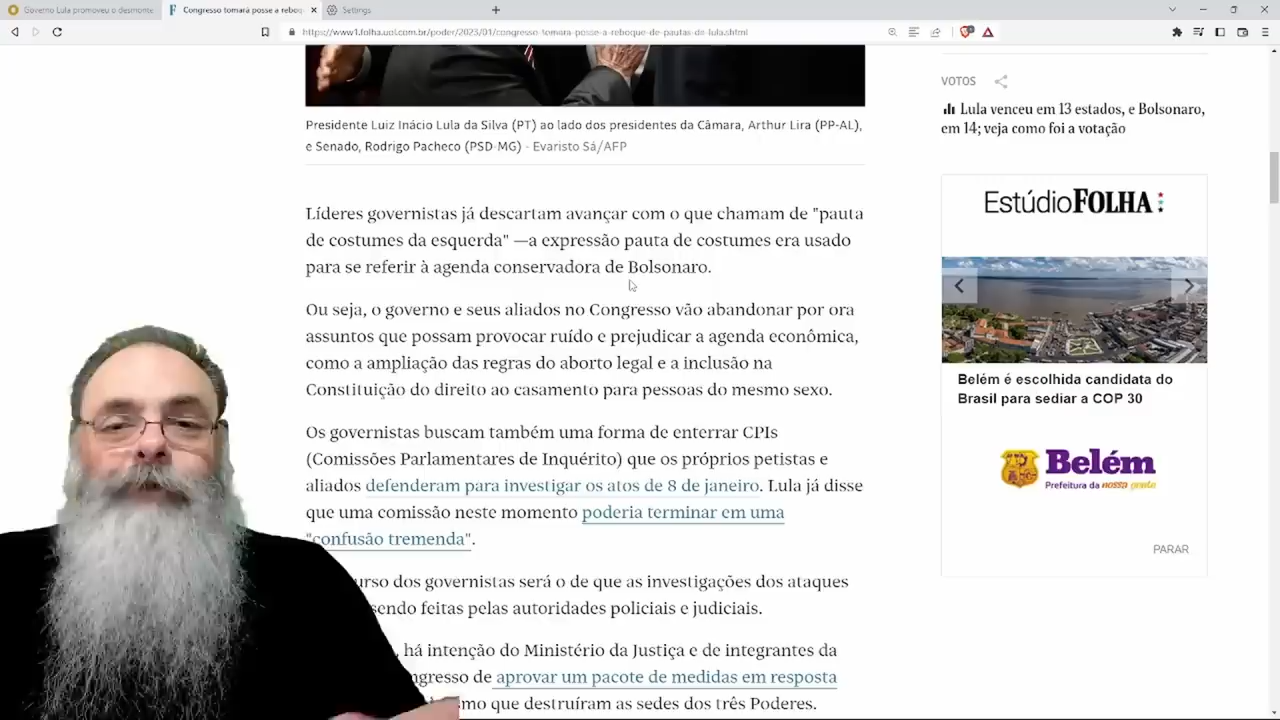 Governo Lula promoveu o desmonte
Congresso tomará posse a reboq
Settings
https://www1.folha.uol.com.br/poder/2023/01/congresso-tomara-posse-a-reboque-de-pautas-de-lula.shtml
Presidente Luiz Inácio Lula da Silva (PT) ao lado dos presidentes da Câmara, Arthur Lira (PP-AL),
e Senado, Rodrigo Pacheco (PSD-MG) - Evaristo Sá/AFP
Líderes governistas já descartam avançar com o que chamam de "pauta
de costumes da esquerda" —a expressão pauta de costumes era usado
para se referir à agenda conservadora de Bolsonaro.
Ou seja, o governo e seus aliados no Congresso vão abandonar por ora
assuntos que possam provocar ruído e prejudicar a agenda econômica,
como a ampliação das regras do aborto legal e a inclusão na
Constituição do direito ao casamento para pessoas do mesmo sexo.
Os governistas buscam também uma forma de enterrar CPIs
(Comissões Parlamentares de Inquérito) que os próprios petistas e
aliados defenderam para investigar os atos de 8 de janeiro. Lula já disse
que uma comissão neste momento poderia terminar em uma
"confusão tremenda".
urso dos governistas será o de que as investigações dos ataques
sendo feitas pelas autoridades policiais e judiciais.
, há intenção do Ministério da Justiça e de integrantes da
ngresso de aprovar um pacote de medidas em resposta
mo que destruíram as sedes dos três Poderes.
VOTOS
Lula venceu em 13 estados, e Bolsonaro,
em 14; veja como foi a votação
Estúdio FOLHA
Belém é escolhida candidata do
Brasil para sediar a COP 30
Belém
Prefeitura da nossa gente
PARAR